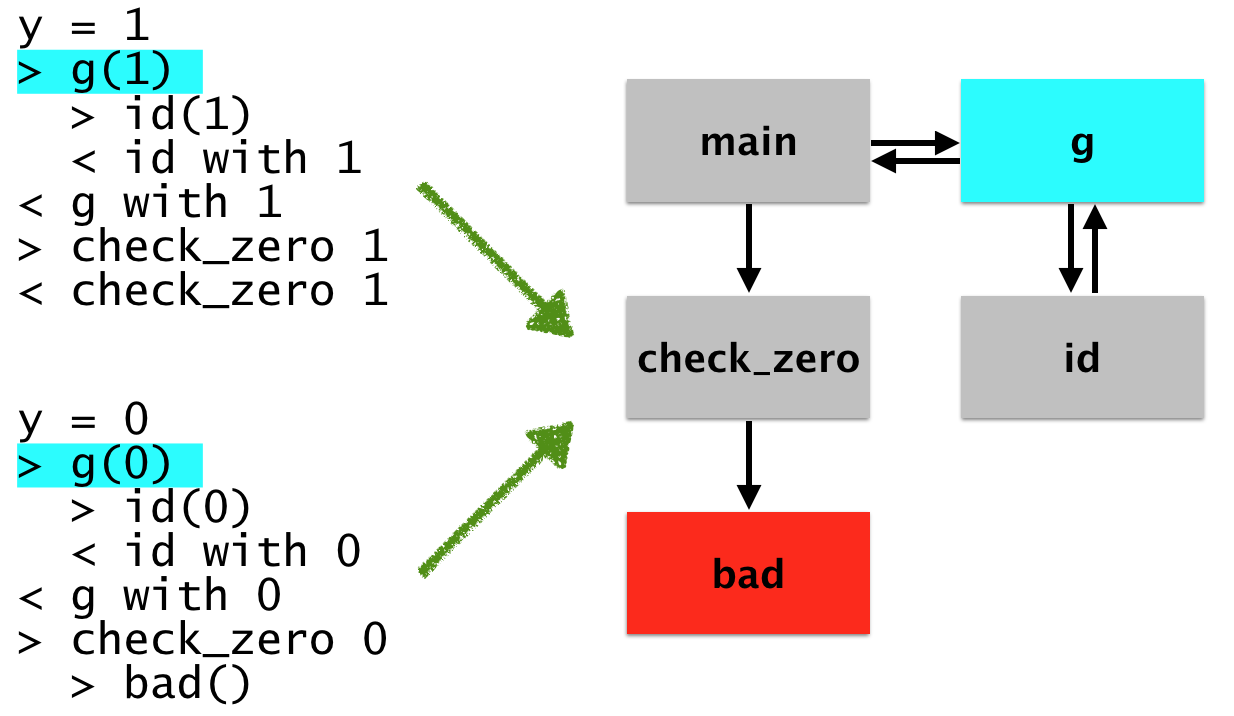 y = 1
> g(1)
  > id(1)
  < id with 1
< g with 1
> check_zero 1
< check_zero 1
y = 0
> g(0)
  > id(0)
  < id with 0
< g with 0
> check_zero 0
  > bad()
main
g
check_zero
id
bad